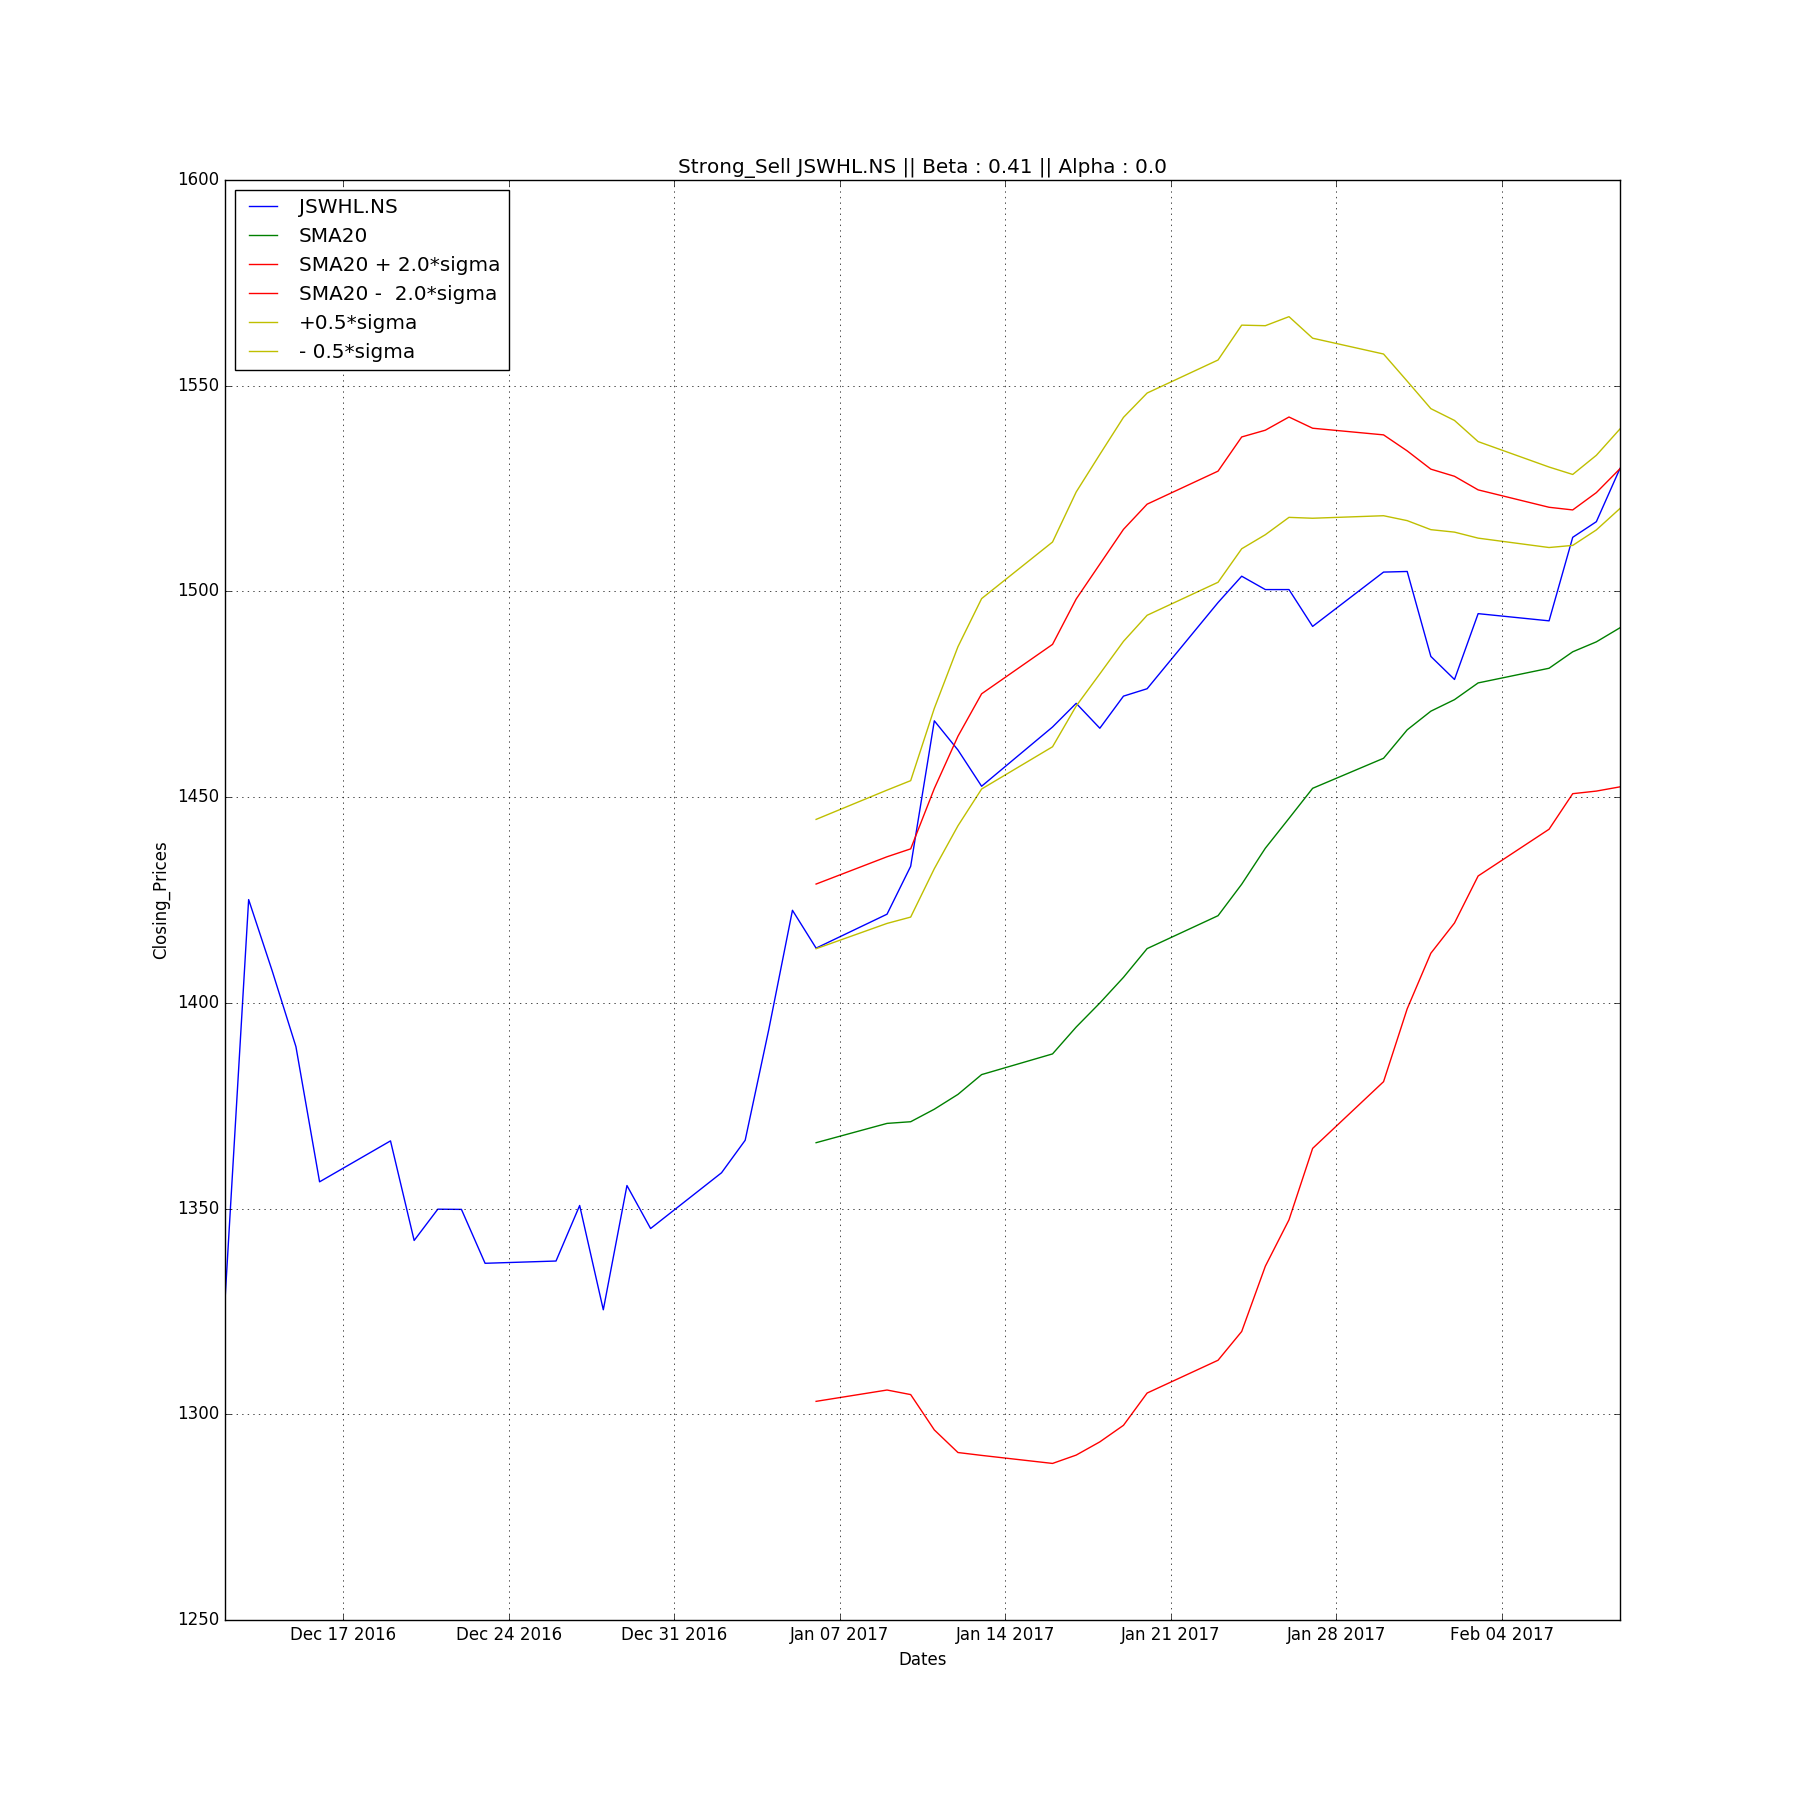 Strong_Sell JSWHL.NS || Beta : 0.41 || Alpha : 0.0
1600
1550
1500
1450
1400
1350
1300
1250
Closing_Prices
JSWHL.NS
SMA20
SMA20 + 2.0*sigma
SMA20 -  2.0*sigma
+0.5*sigma
- 0.5*sigma
Dec 17 2016
Dec 24 2016
Dec 31 2016
Jan 07 2017
Jan 14 2017
Jan 21 2017
Jan 28 2017
Feb 04 2017
Dates